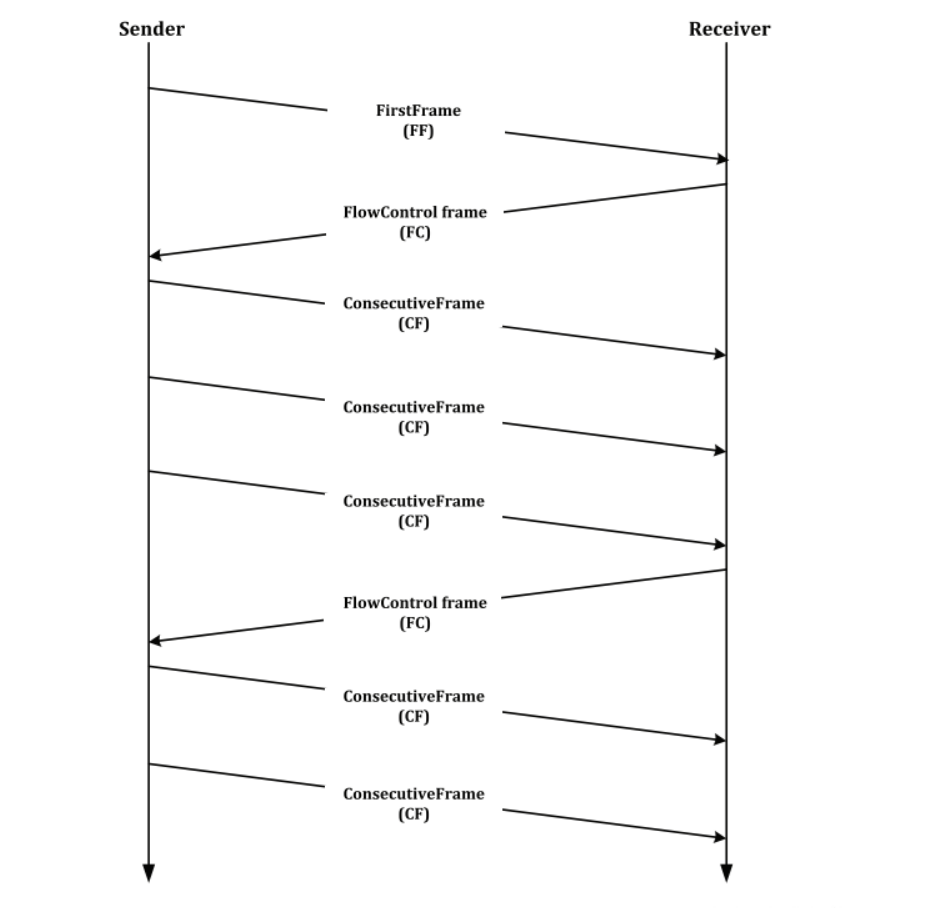 Sender
Receiver
FirstFrame
(FF)
FlowControl frame
(FC)
ConsecutiveFrame
(CF)
ConsecutiveFrame
(CF)
ConsecutiveFrame
(CF)
FlowControl frame
(FC)
ConsecutiveFrame
(CF)
ConsecutiveFrame
(CF)